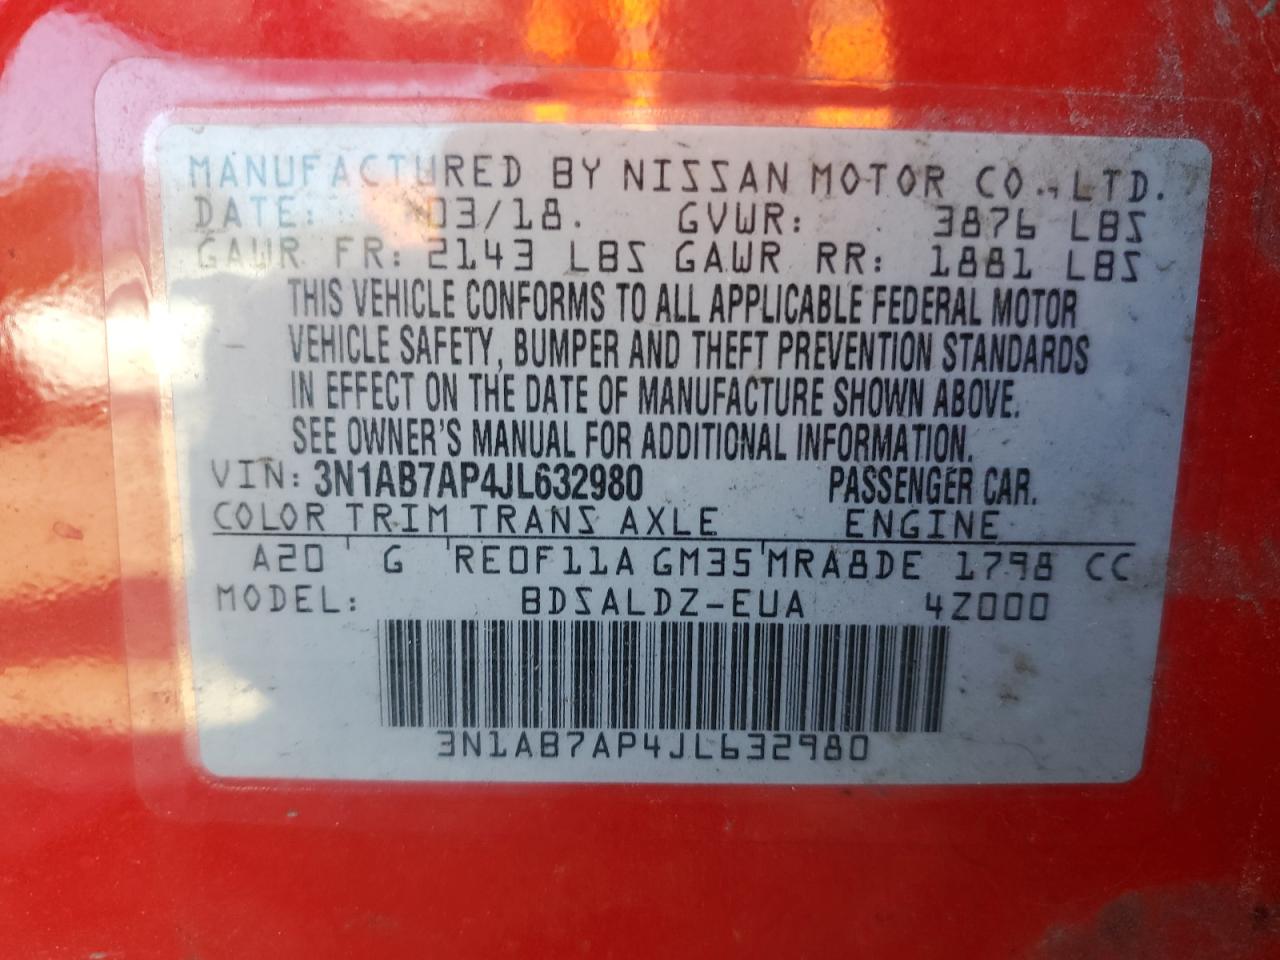 MANUFACTURED BY NISSAN MOTOR CO., LTD.
DATE: 03/18. GVWR: 3876 LBS
GAWR FR: 2143 LBS GAWR RR: 1881 LBS
THIS VEHICLE CONFORMS TO ALL APPLICABLE FEDERAL MOTOR
VEHICLE SAFETY, BUMPER AND THEFT PREVENTION STANDARDS
IN EFFECT ON THE DATE OF MANUFACTURE SHOWN ABOVE.
SEE OWNER'S MANUAL FOR ADDITIONAL INFORMATION.
VIN: 3N1AB7AP4JL632980 PASSENGER CAR.
COLOR TRIM TRANS AXLE ENGINE
A20 G RE0F11A GM35 MRA8DE 1798 CC
MODEL: BDSALDZ-EUA 4Z000
3N1AB7AP4JL632980